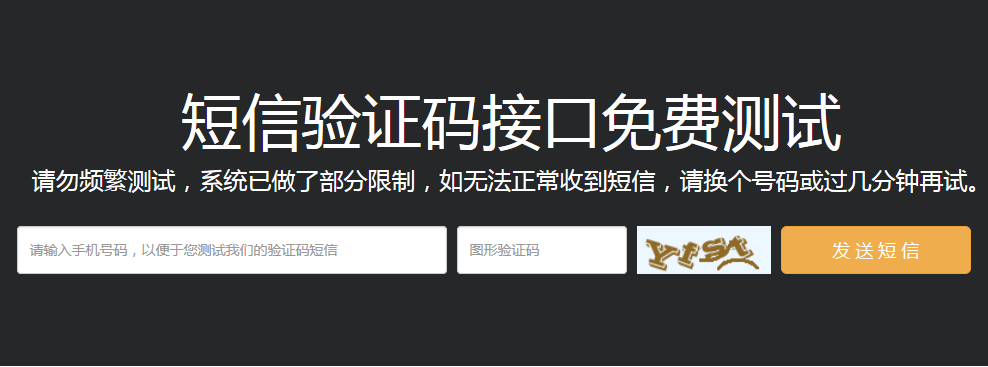 短信验证码接口免费测试
请勿频繁测试，系统已做了部分限制，如无法正常收到短信，请换个号码或过几分钟再试。
请输入手机号码，以便于您测试我们的验证码短信
图形验证码
发送短信